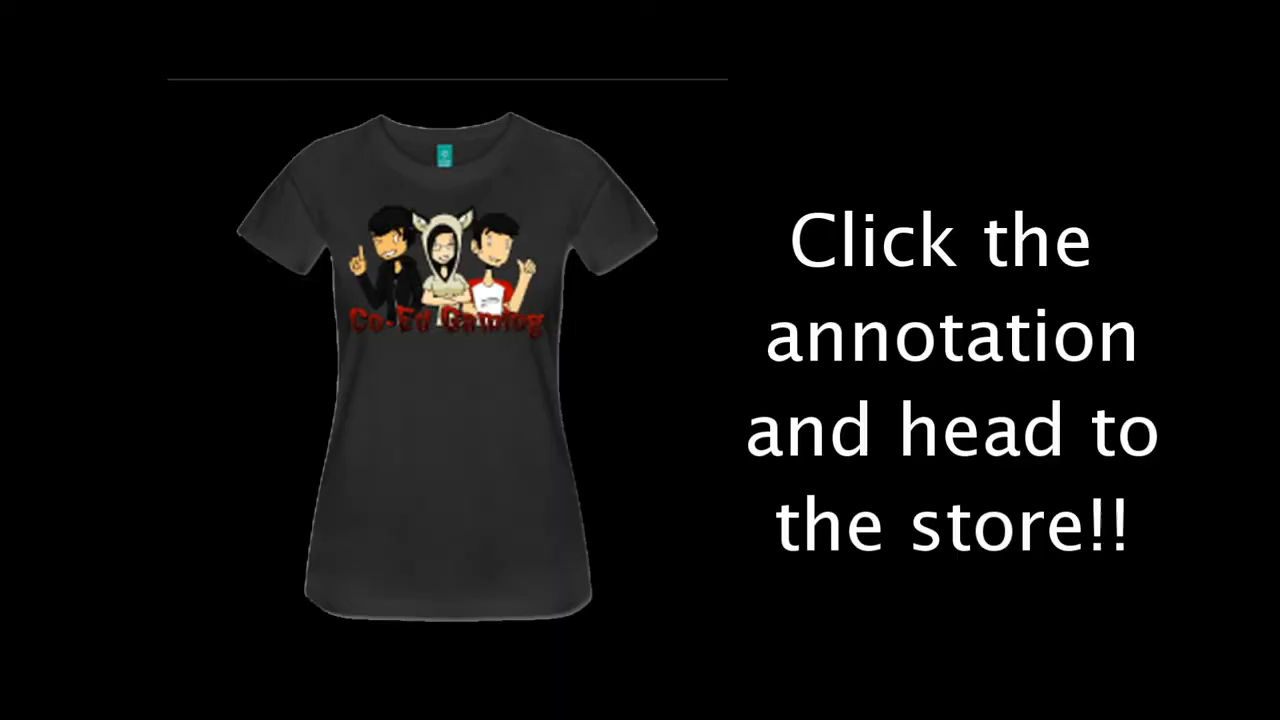 Co-Ed Gaming
Click the
annotation
and head to
the store!!